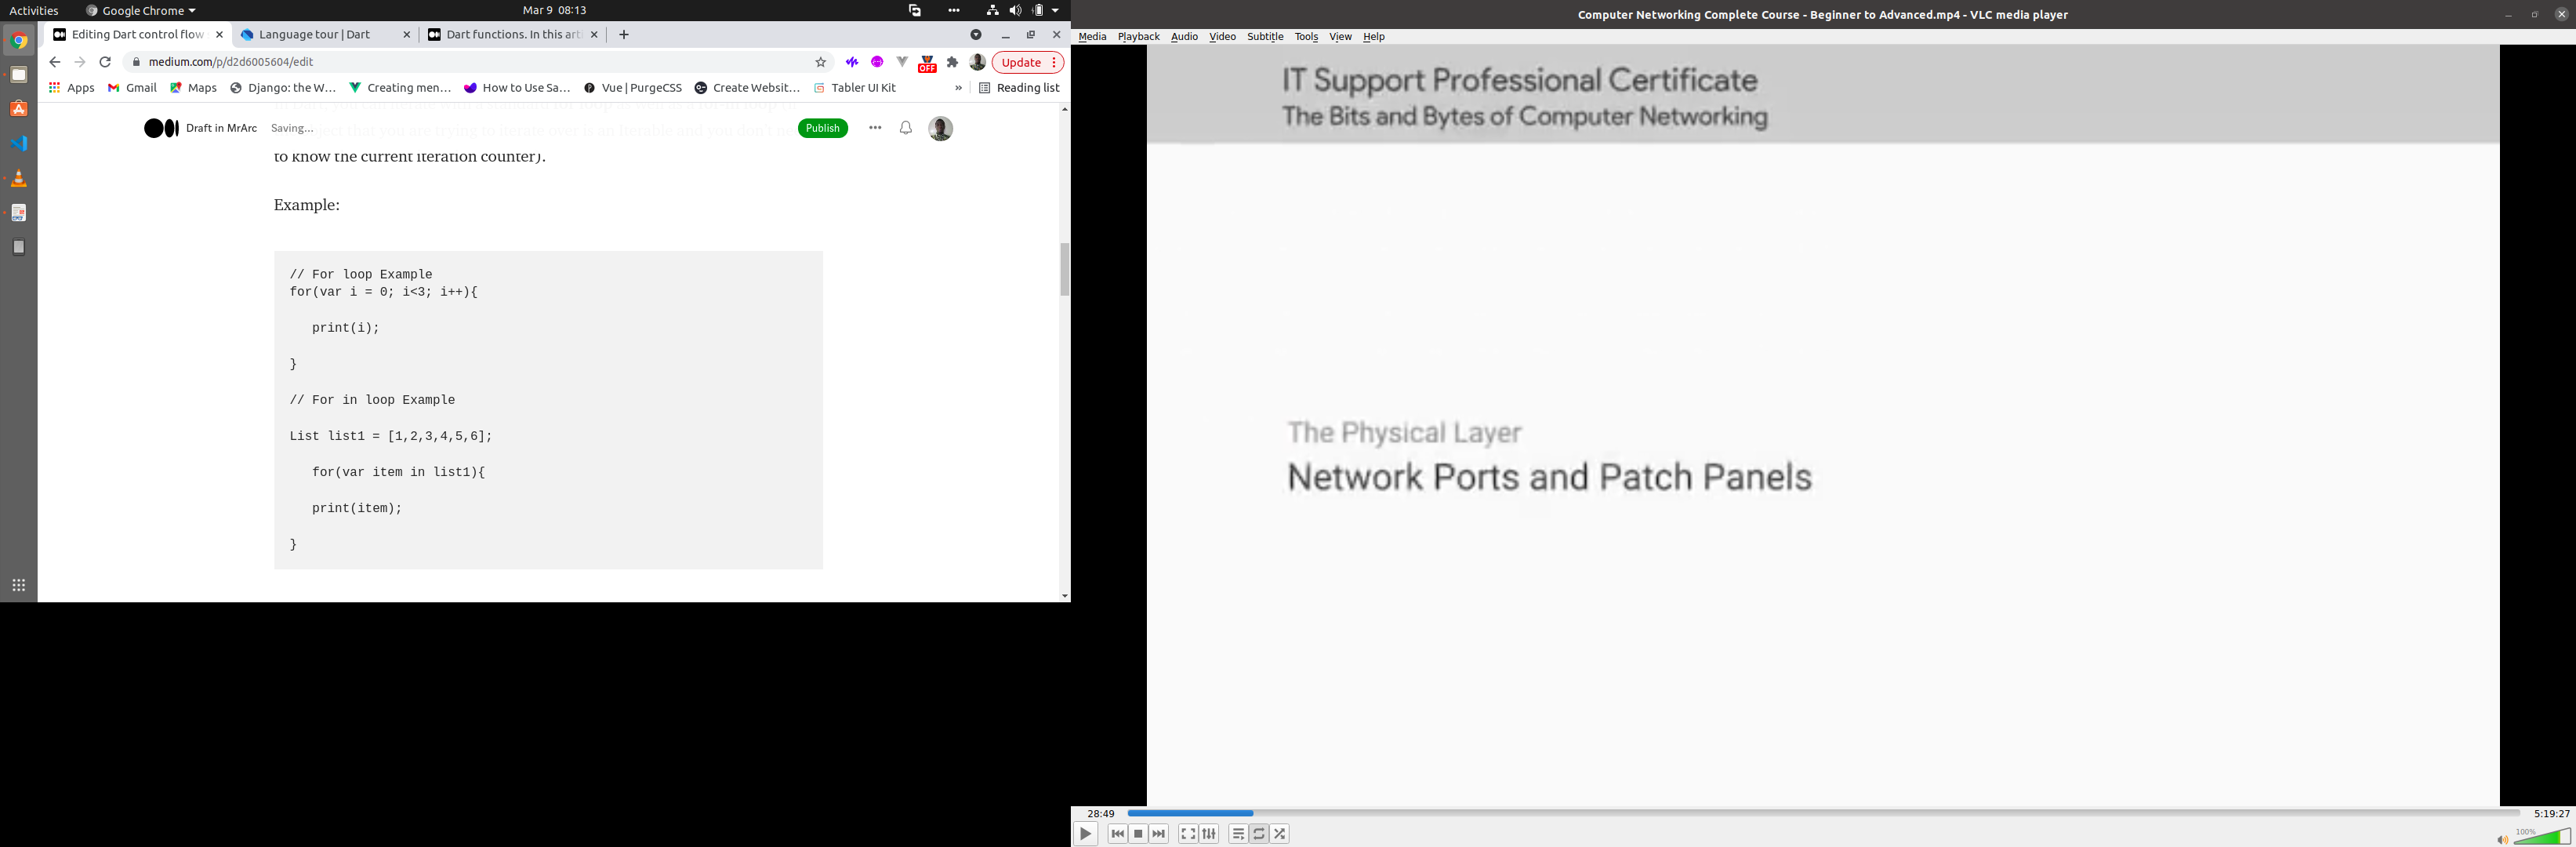 Activities
Google Chrome
Mar 9 08:13
Editing Dart control flow
Language tour | Dart
Dart functions. In this arti
medium.com/p/d2d6005604/edit
OFF
Update
Apps
Gmail
Maps
Django: the W...
Creating men...
How to Use Sa...
Vue | PurgeCSS
Create Websit...
Tabler UI Kit
»
Reading list
Draft in MrArc
Saving...
Publish
to know the current iteration counter).
Example:
// For loop Example
for(var i = 0; i<3; i++){
print(i);
}
// For in loop Example
List list1 = [1,2,3,4,5,6];
for(var item in list1){
print(item);
}
Computer Networking Complete Course - Beginner to Advanced.mp4 - VLC media player
Media Playback Audio Video Subtitle Tools View Help
IT Support Professional Certificate
The Bits and Bytes of Computer Networking
The Physical Layer
Network Ports and Patch Panels
28:49
5:19:27
100%